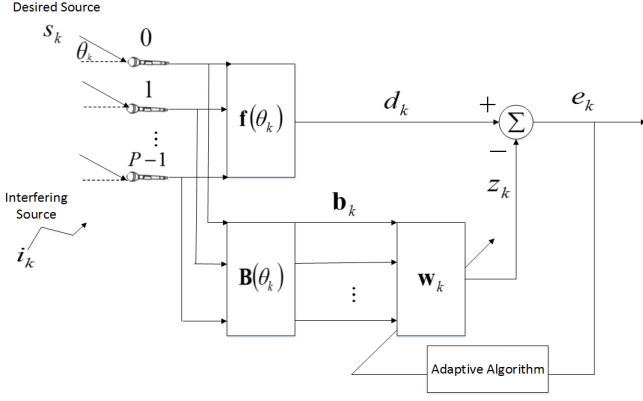 Desired Source
s_k
θ_k
0
1
⋮
P−1
f(θ_k)
d_k
+
Σ
e_k
−
z_k
Interfering
Source
i_k
b_k
B(θ_k)
⋮
w_k
Adaptive Algorithm